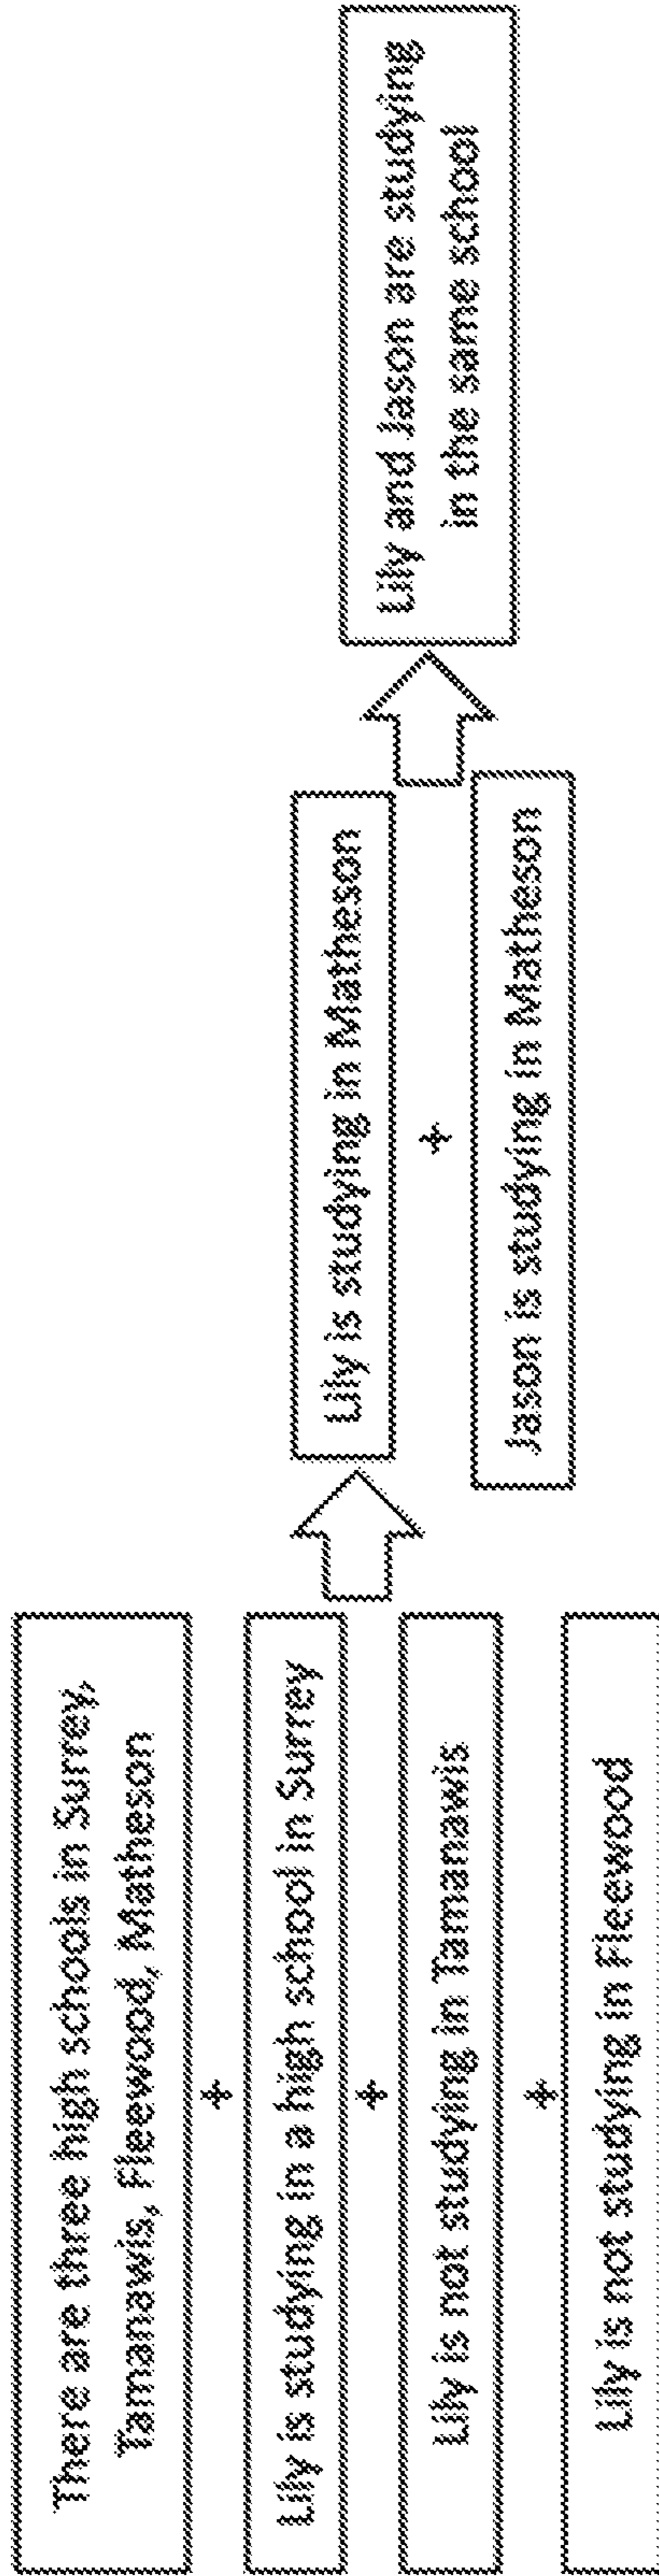 There are three high schools in Surrey,
Tamanawis, Fleewood, Matheson
+
Lily is studying in a high school in Surrey
+
Lily is not studying in Tamanawis
+
Lily is not studying in Fleewood
Lily is studying in Matheson
+
Jason is studying in Matheson
Lily and Jason are studying
in the same school